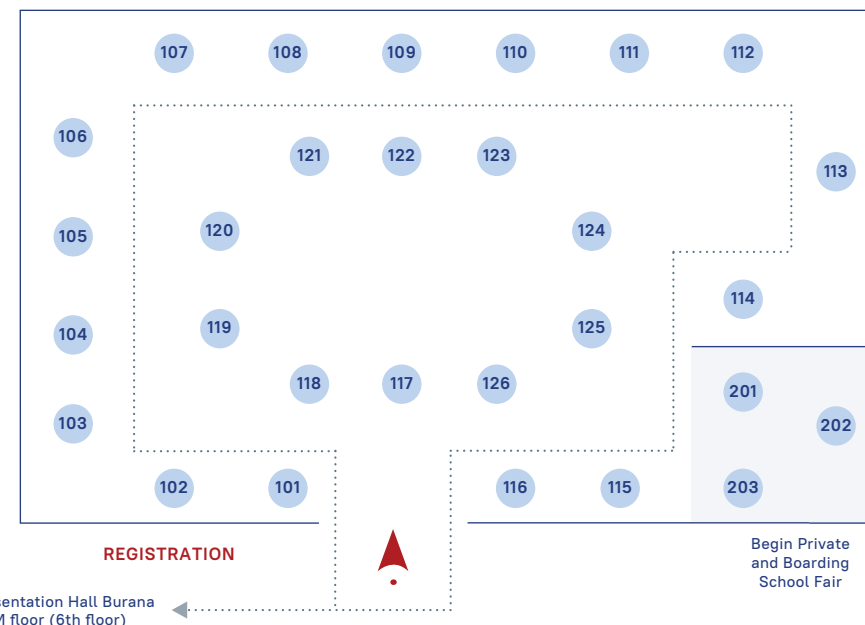 107 108 109 110 111 112
106 121 122 123 113
105 120 124
114
104 119 125
118 117 126 201
103 202
102 101 116 115 203
REGISTRATION
Begin Private
and Boarding
School Fair
Hall Burana
floor (6th floor)